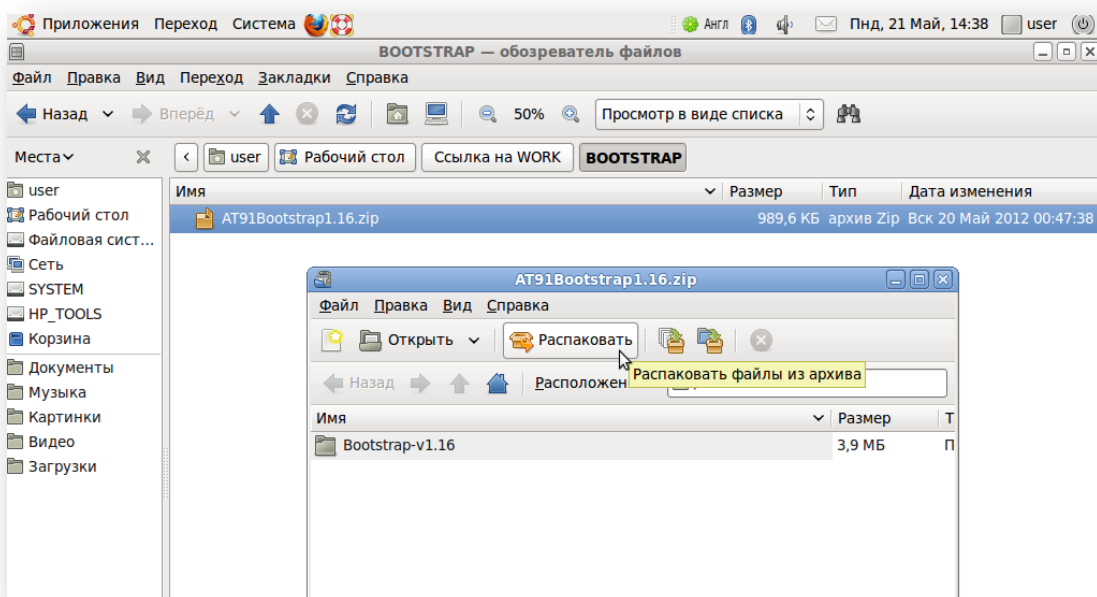 Приложения Переход Система Англ Пнд, 21 Май, 14:38 user
BOOTSTRAP — обозреватель файлов
Файл Правка Вид Переход Закладки Справка
Назад Вперёд 50% Просмотр в виде списка
Места user Рабочий стол Ссылка на WORK BOOTSTRAP
user
Рабочий стол
Файловая сист...
Сеть
SYSTEM
HP_TOOLS
Корзина
Документы
Музыка
Картинки
Видео
Загрузки
Имя Размер Тип Дата изменения
AT91Bootstrap1.16.zip 989,6 КБ архив Zip Вск 20 Май 2012 00:47:38
AT91Bootstrap1.16.zip
Файл Правка Вид Справка
Открыть Распаковать
Назад Расположен
Распаковать файлы из архива
Имя Размер Т
Bootstrap-v1.16 3,9 МБ П